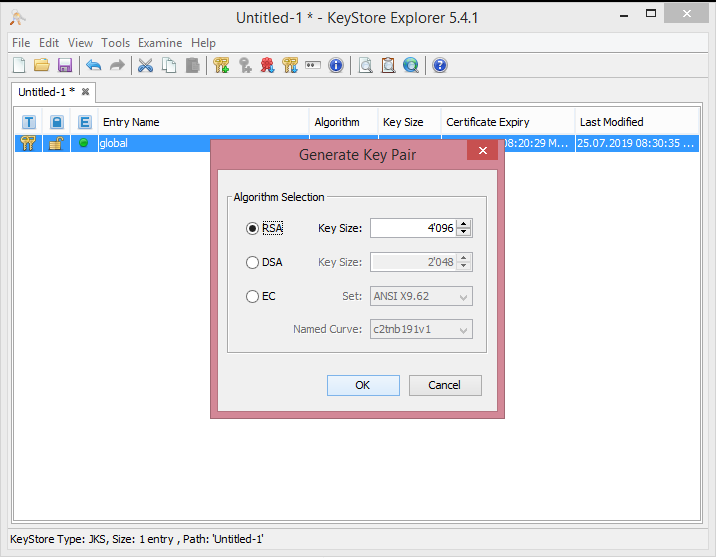 Untitled-1 * - KeyStore Explorer 5.4.1
File Edit View Tools Examine Help
Untitled-1 *
T E Entry Name Algorithm Key Size Certificate Expiry Last Modified
global 08:20:29 M... 25.07.2019 08:30:35 ...
Generate Key Pair
Algorithm Selection
RSA Key Size: 4'096
DSA Key Size: 2'048
EC Set: ANSI X9.62
Named Curve: c2tnb191v1
OK Cancel
KeyStore Type: JKS, Size: 1 entry , Path: 'Untitled-1'